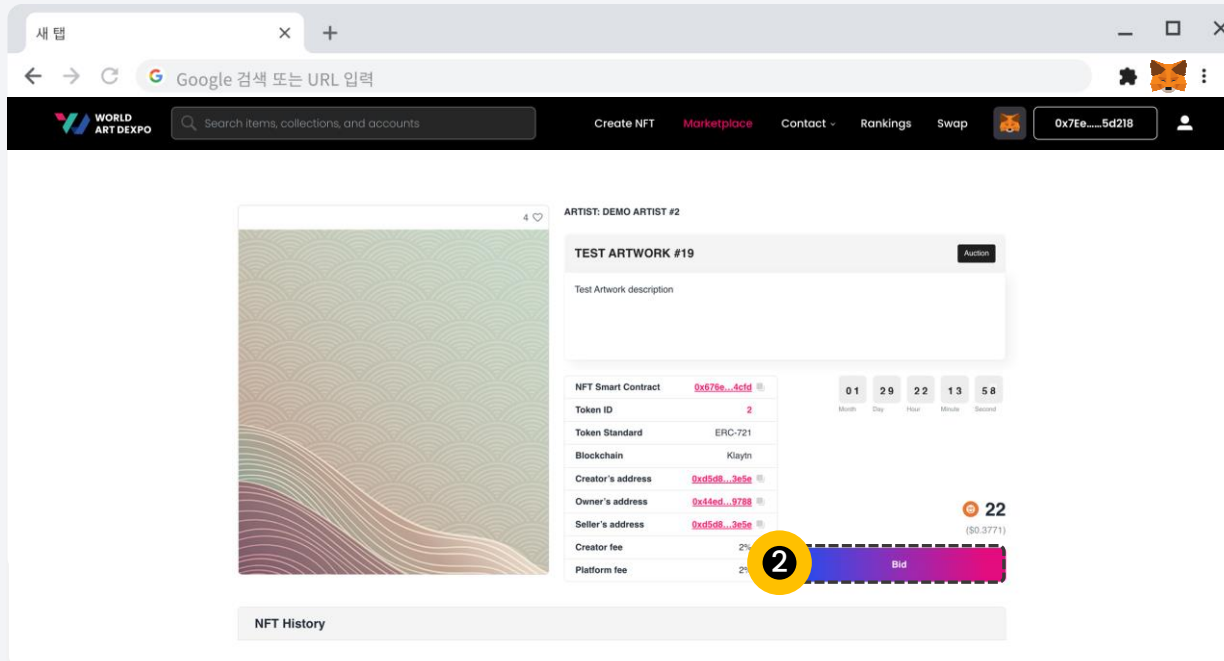 새 탭
Google 검색 또는 URL 입력
WORLD
ART DEXPO
Search items, collections, and accounts
Create NFT
Marketplace
Contact
Rankings
Swap
0x7Ee......5d218
4
ARTIST: DEMO ARTIST #2
TEST ARTWORK #19
Auction
Test Artwork description
NFT Smart Contract 0x676e...4cfd
Token ID 2
Token Standard ERC-721
Blockchain Klaytn
Creator's address 0xd5d8...3e5e
Owner's address 0x44ed...9788
Seller's address 0xd5d8...3e5e
Creator fee 2%
Platform fee 2%
01 29 22 13 58
Month Day Hour Minute Second
22
($0.3771)
2
Bid
NFT History